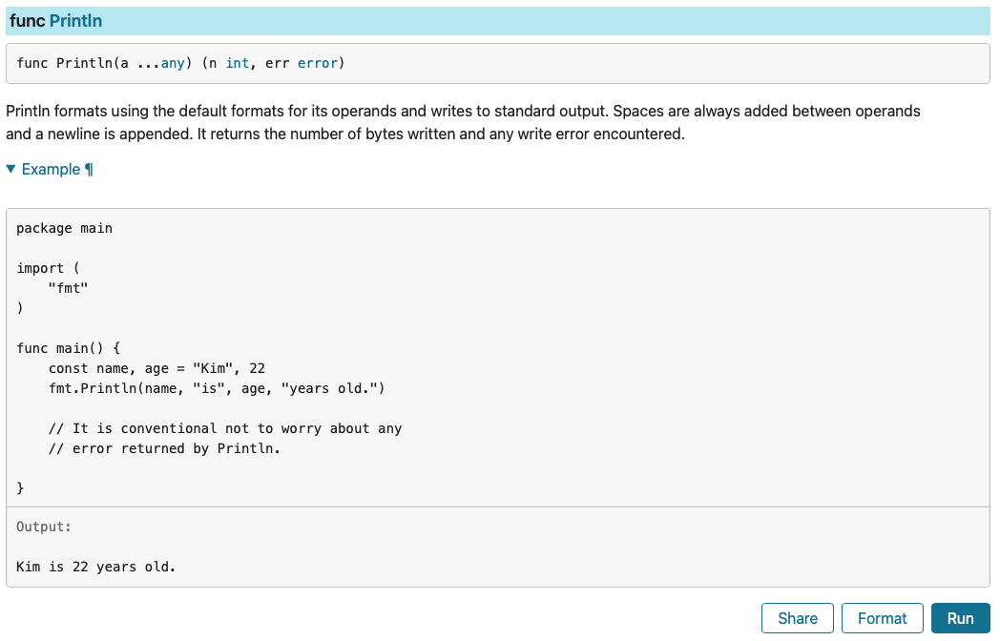 func Println
func Println(a ...any) (n int, err error)
Println formats using the default formats for its operands and writes to standard output. Spaces are always added between operands
and a newline is appended. It returns the number of bytes written and any write error encountered.
▼ Example ¶
package main
import (
    "fmt"
)
func main() {
    const name, age = "Kim", 22
    fmt.Println(name, "is", age, "years old.")
    // It is conventional not to worry about any
    // error returned by Println.
}
Output:
Kim is 22 years old.
Share Format Run